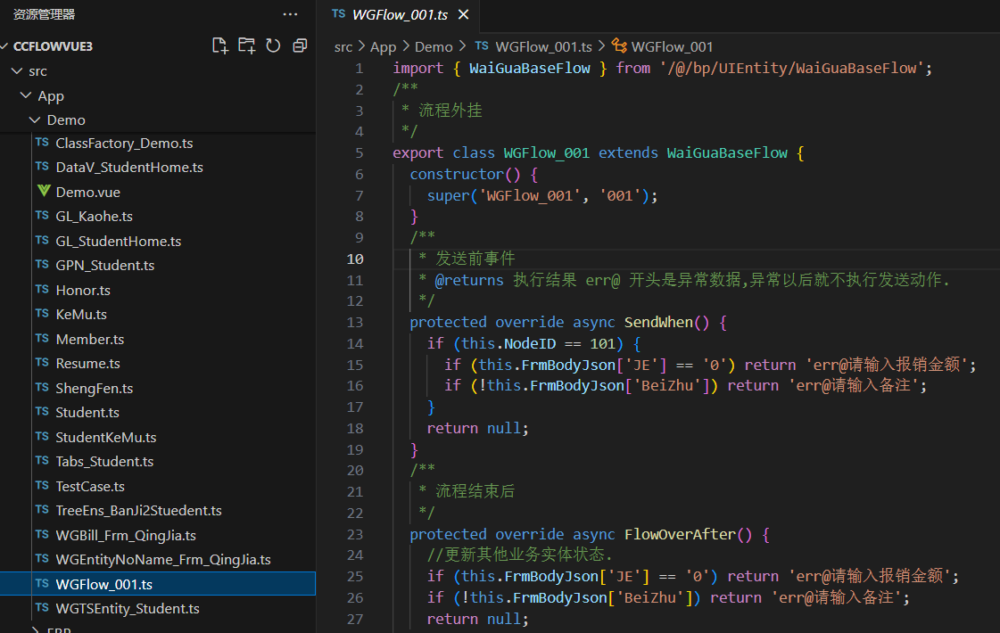 资源管理器 ···
CCFLOWVUE3
src
App
Demo
TS ClassFactory_Demo.ts
TS DataV_StudentHome.ts
Demo.vue
TS GL_Kaohe.ts
TS GL_StudentHome.ts
TS GPN_Student.ts
TS Honor.ts
TS KeMu.ts
TS Member.ts
TS Resume.ts
TS ShengFen.ts
TS Student.ts
TS StudentKeMu.ts
TS Tabs_Student.ts
TS TestCase.ts
TS TreeEns_BanJi2Stuedent.ts
TS WGBill_Frm_QingJia.ts
TS WGEntityNoName_Frm_QingJia.ts
TS WGFlow_001.ts
TS WGTSEntity_Student.ts
TS WGFlow_001.ts
src > App > Demo > TS WGFlow_001.ts > WGFlow_001
1 import { WaiGuaBaseFlow } from '/@/bp/UIEntity/WaiGuaBaseFlow';
2 /**
3 * 流程外挂
4 */
5 export class WGFlow_001 extends WaiGuaBaseFlow {
6 constructor() {
7 super('WGFlow_001', '001');
8 }
9 /**
10 * 发送前事件
11 * @returns 执行结果 err@ 开头是异常数据,异常以后就不执行发送动作.
12 */
13 protected override async SendWhen() {
14 if (this.NodeID == 101) {
15 if (this.FrmBodyJson['JE'] == '0') return 'err@请输入报销金额';
16 if (!this.FrmBodyJson['BeiZhu']) return 'err@请输入备注';
17 }
18 return null;
19 }
20 /**
21 * 流程结束后
22 */
23 protected override async FlowOverAfter() {
24 //更新其他业务实体状态.
25 if (this.FrmBodyJson['JE'] == '0') return 'err@请输入报销金额';
26 if (!this.FrmBodyJson['BeiZhu']) return 'err@请输入备注';
27 return null;